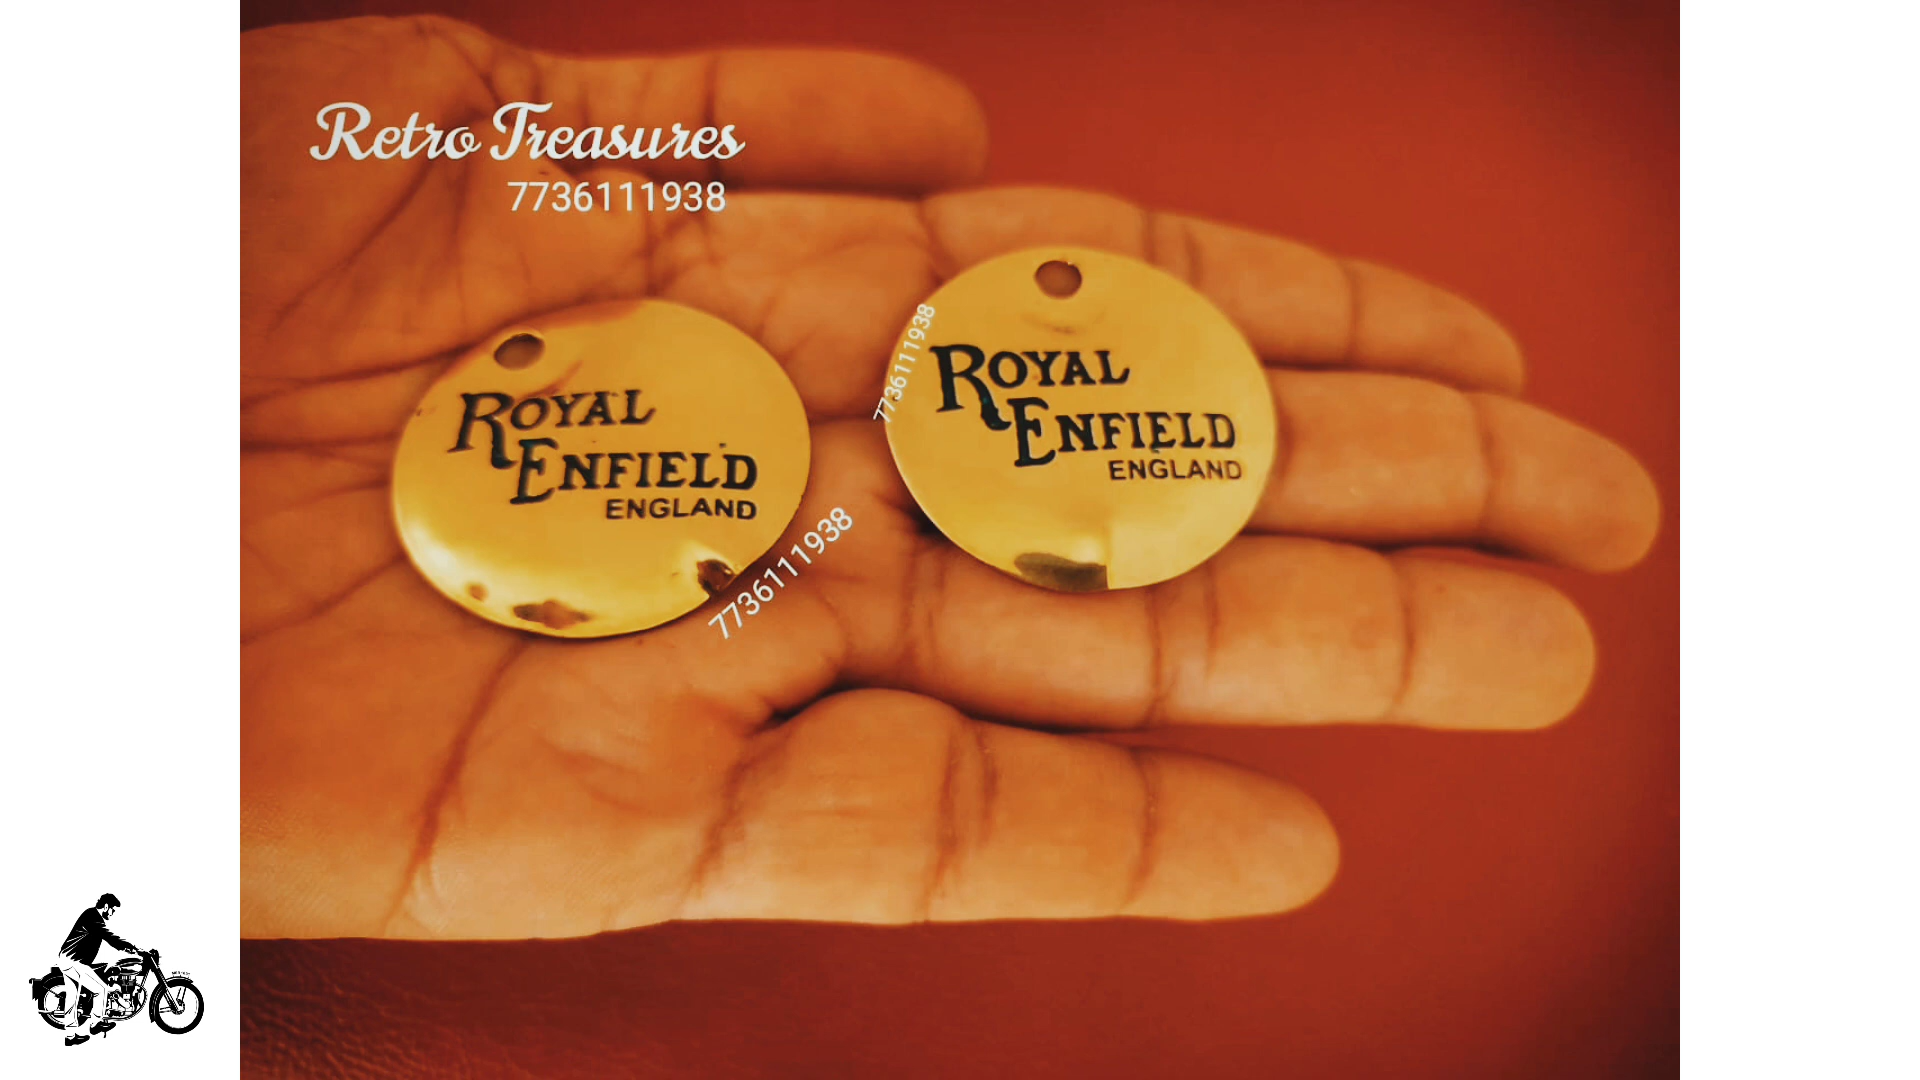 Retro Treasures
7736111938
ROYAL
ENFIELD
ENGLAND
7736111938
7736111938
ROYAL
ENFIELD
ENGLAND